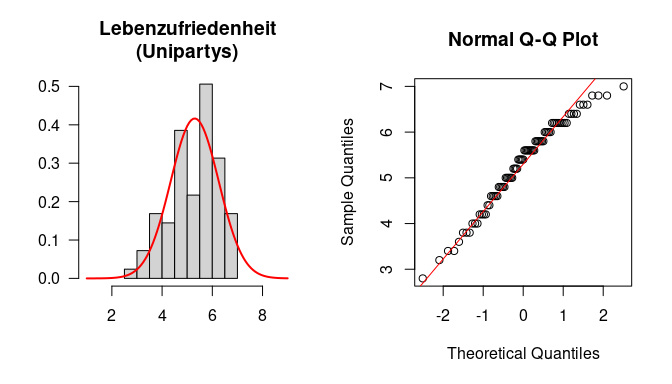 Lebenzufriedenheit
(Unipartys)
0.5
0.4
0.3
0.2
0.1
0.0
2 4 6 8
Normal Q-Q Plot
Sample Quantiles
7
6
5
4
3
-2 -1 0 1 2
Theoretical Quantiles